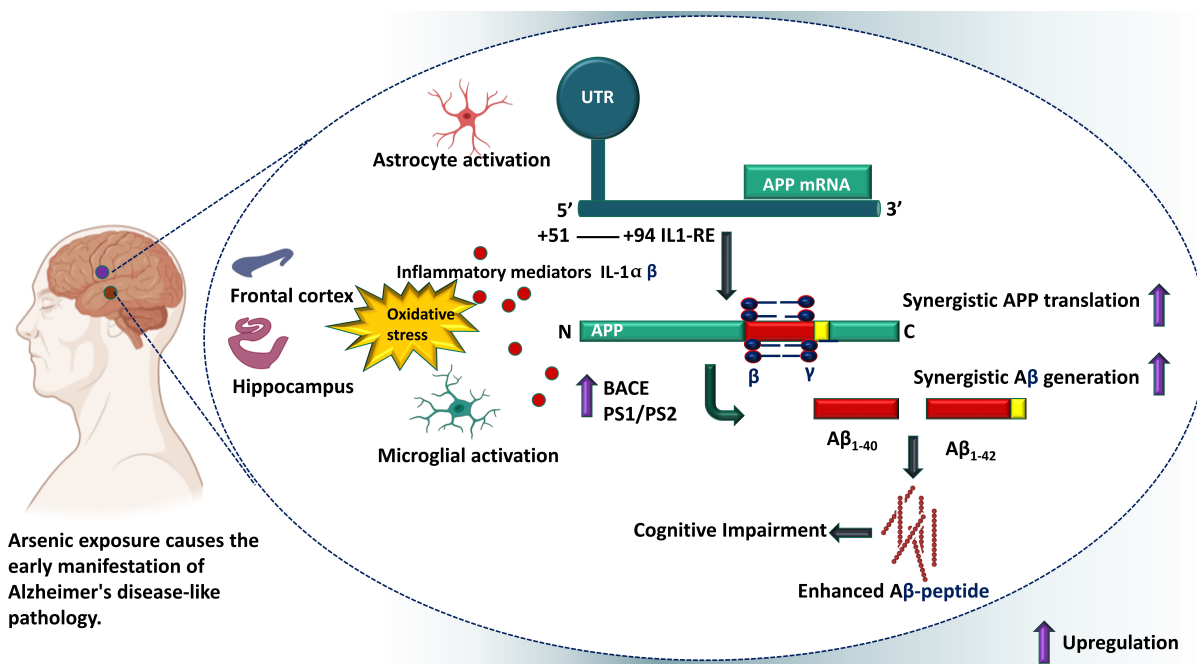 UTR
Astrocyte activation
APP mRNA
5’
3’
+51 —— +94 IL1-RE
Inflammatory mediators IL-1α β
Frontal cortex
Oxidative
stress
Synergistic APP translation
N
APP
C
Hippocampus
β
γ
Synergistic Aβ generation
BACE
PS1/PS2
Aβ1-40
Aβ1-42
Microglial activation
Cognitive Impairment
Enhanced Aβ-peptide
Arsenic exposure causes the
early manifestation of
Alzheimer's disease-like
pathology.
Upregulation